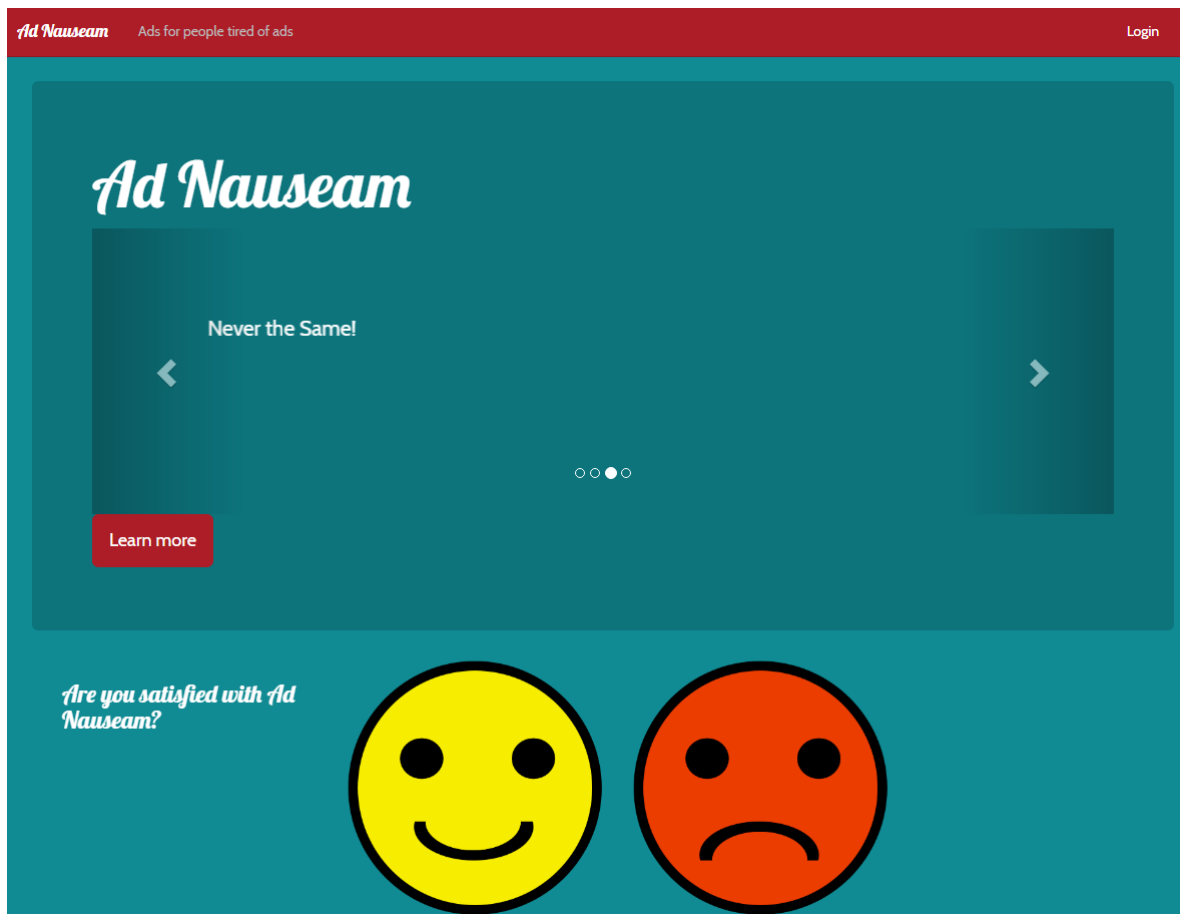 Ad Nauseam
Ads for people tired of ads
Login
Ad Nauseam
Never the Same!
Learn more
Are you satisfied with Ad
Nauseam?